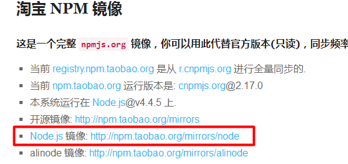 淘宝 NPM 镜像
这是一个完整 npmjs.org 镜像，你可以用此代替官方版本(只读)，同步频率
当前 registry.npm.taobao.org 是从 r.cnpmjs.org 进行全量同步的.
当前 npm.taobao.org 运行版本是: cnpmjs.org@2.17.0
本系统运行在 Node.js@v4.4.5 上.
开源镜像: http://npm.taobao.org/mirrors
Node.js 镜像: http://npm.taobao.org/mirrors/node
alinode 镜像: http://npm.taobao.org/mirrors/alinode